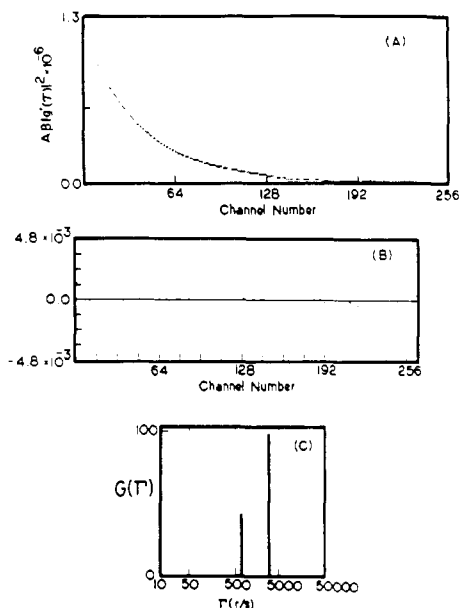 1.3
(A)
Aβ|g'(τ)|²×10⁻⁶
0.0
64 128 192 256
Channel Number
4.8×10⁻³
(B)
0.0
-4.8×10⁻³
64 128 192 256
Channel Number
100
(C)
G(Γ)
0
10 50 500 5000 50000
Γ(r/s)